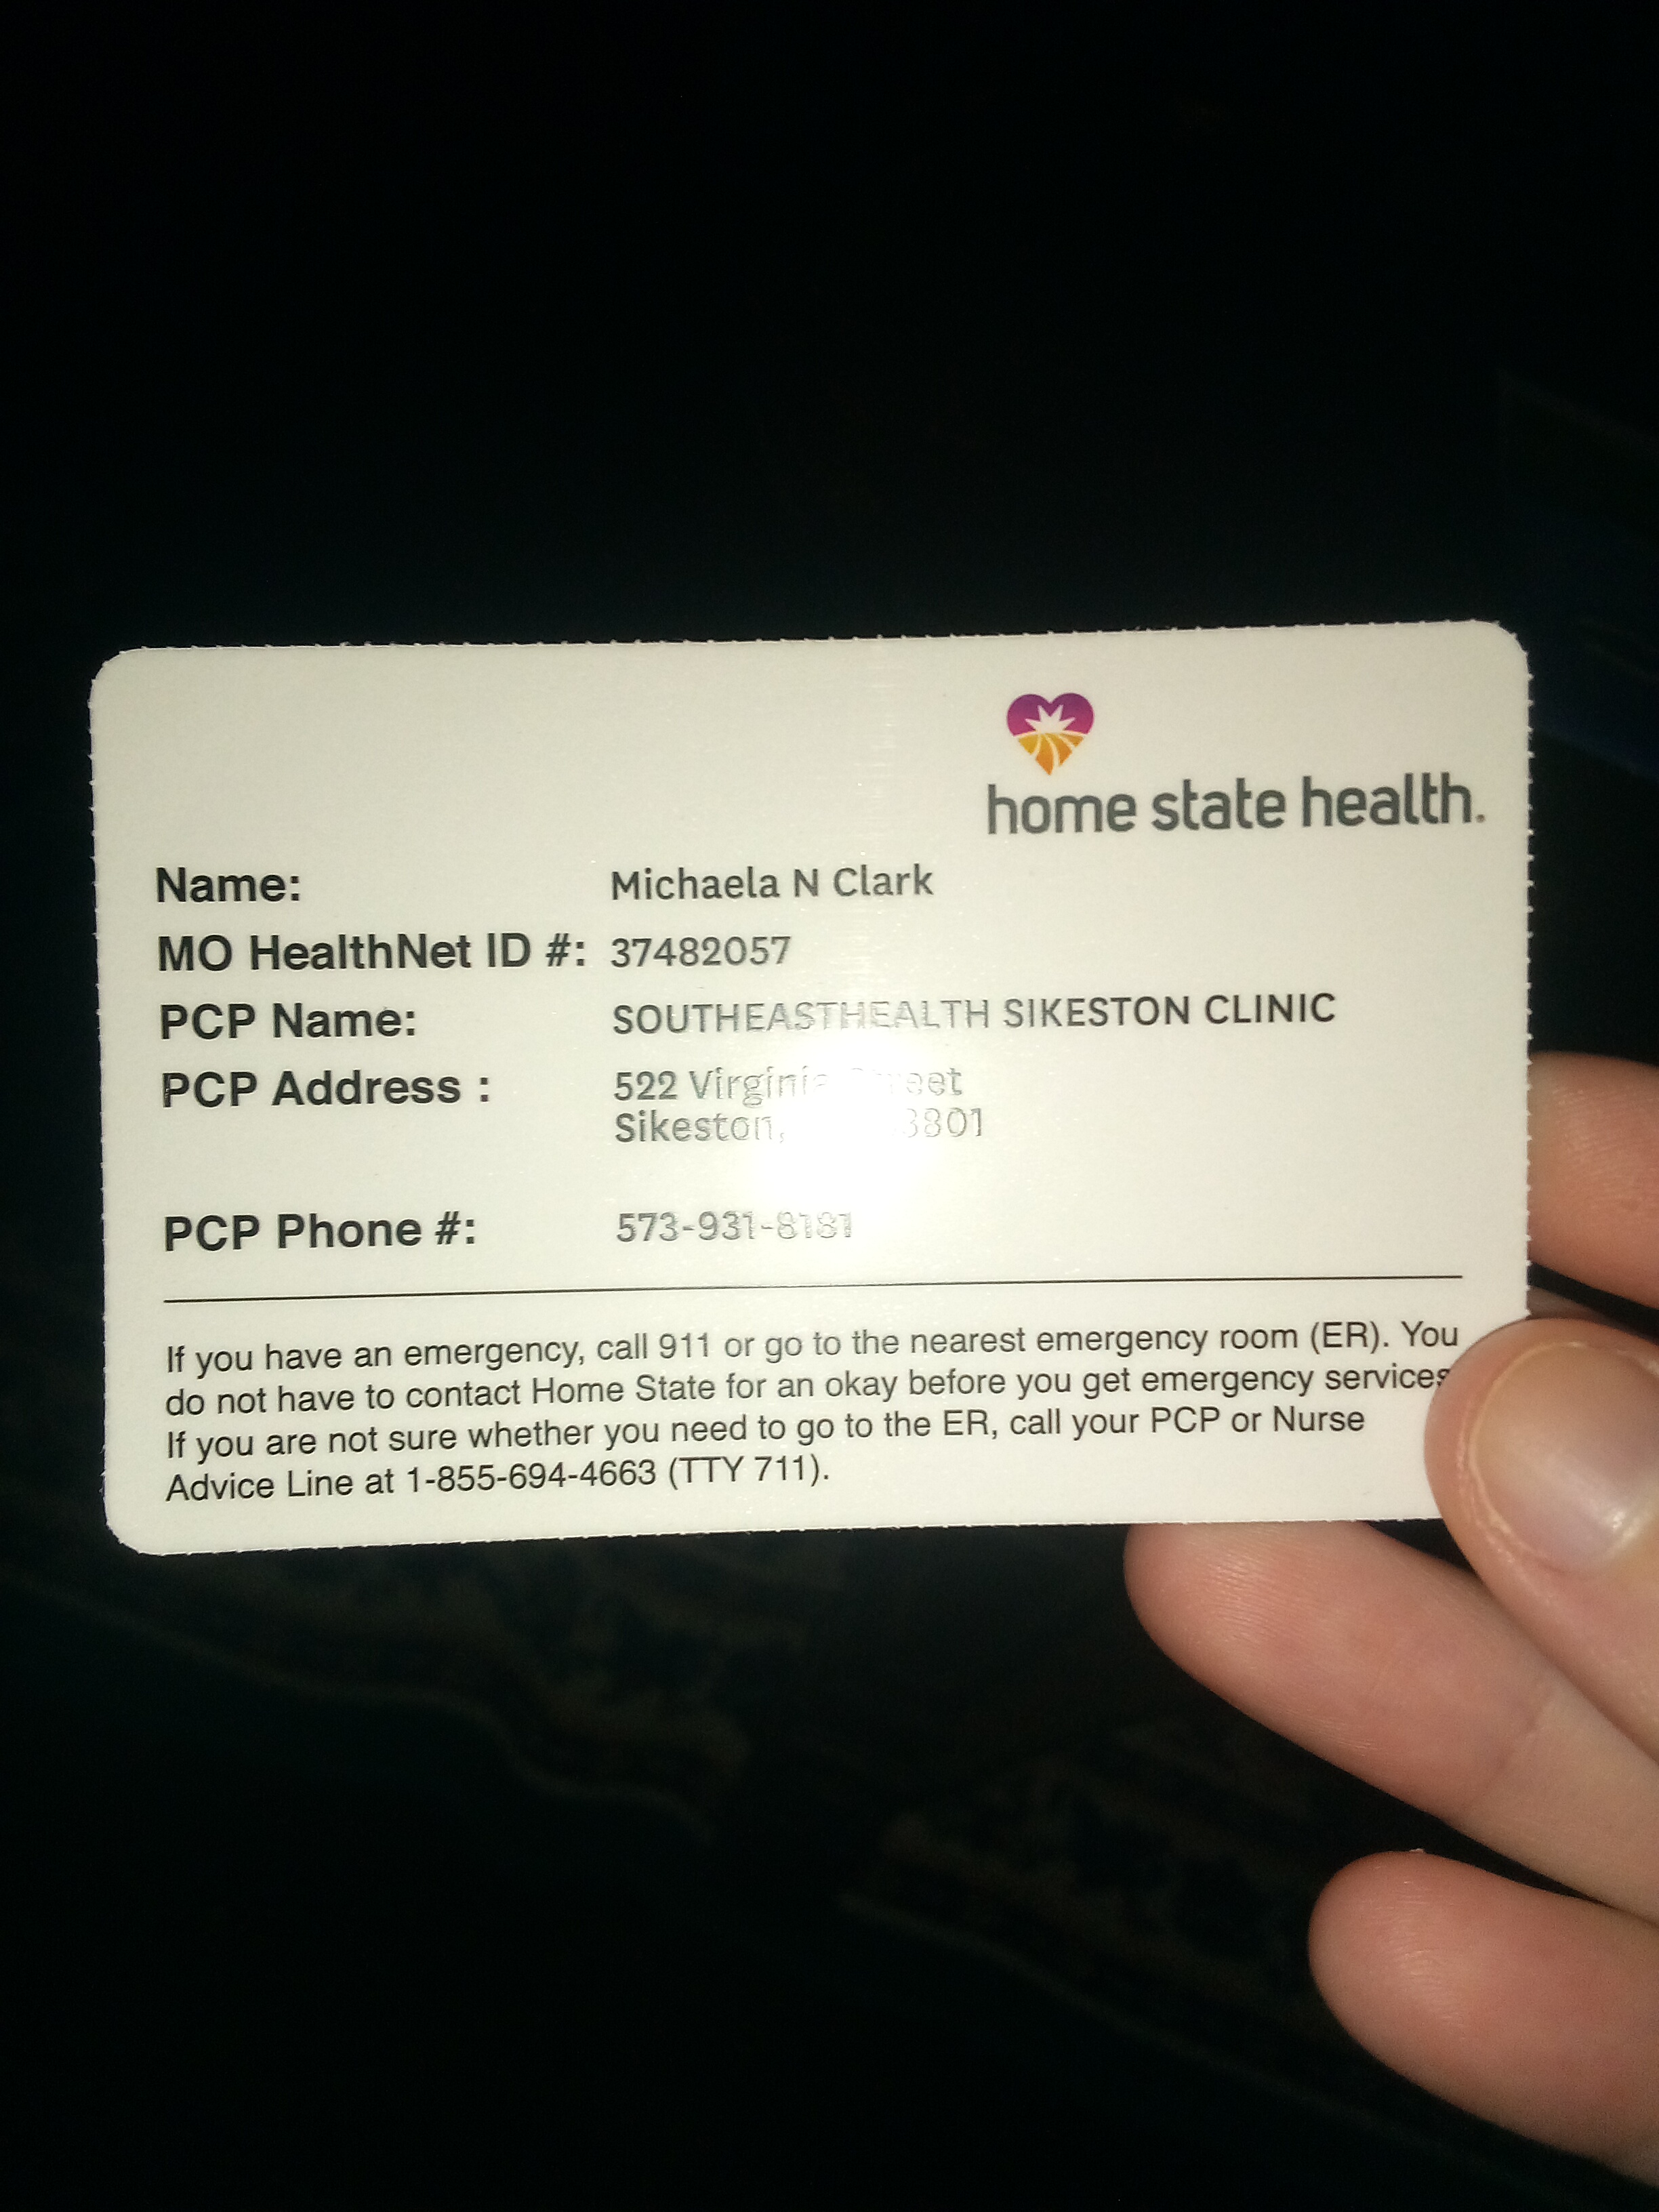 home state health.
Name: Michaela N Clark
MO HealthNet ID #: 37482057
PCP Name: SOUTHEASTHEALTH SIKESTON CLINIC
PCP Address : 522
Sikeston,
PCP Phone #: 573-931-8181
If you have an emergency, call 911 or go to the nearest emergency room (ER). You
do not have to contact Home State for an okay before you get emergency services
If you are not sure whether you need to go to the ER, call your PCP or Nurse
Advice Line at 1-855-694-4663 (TTY 711).